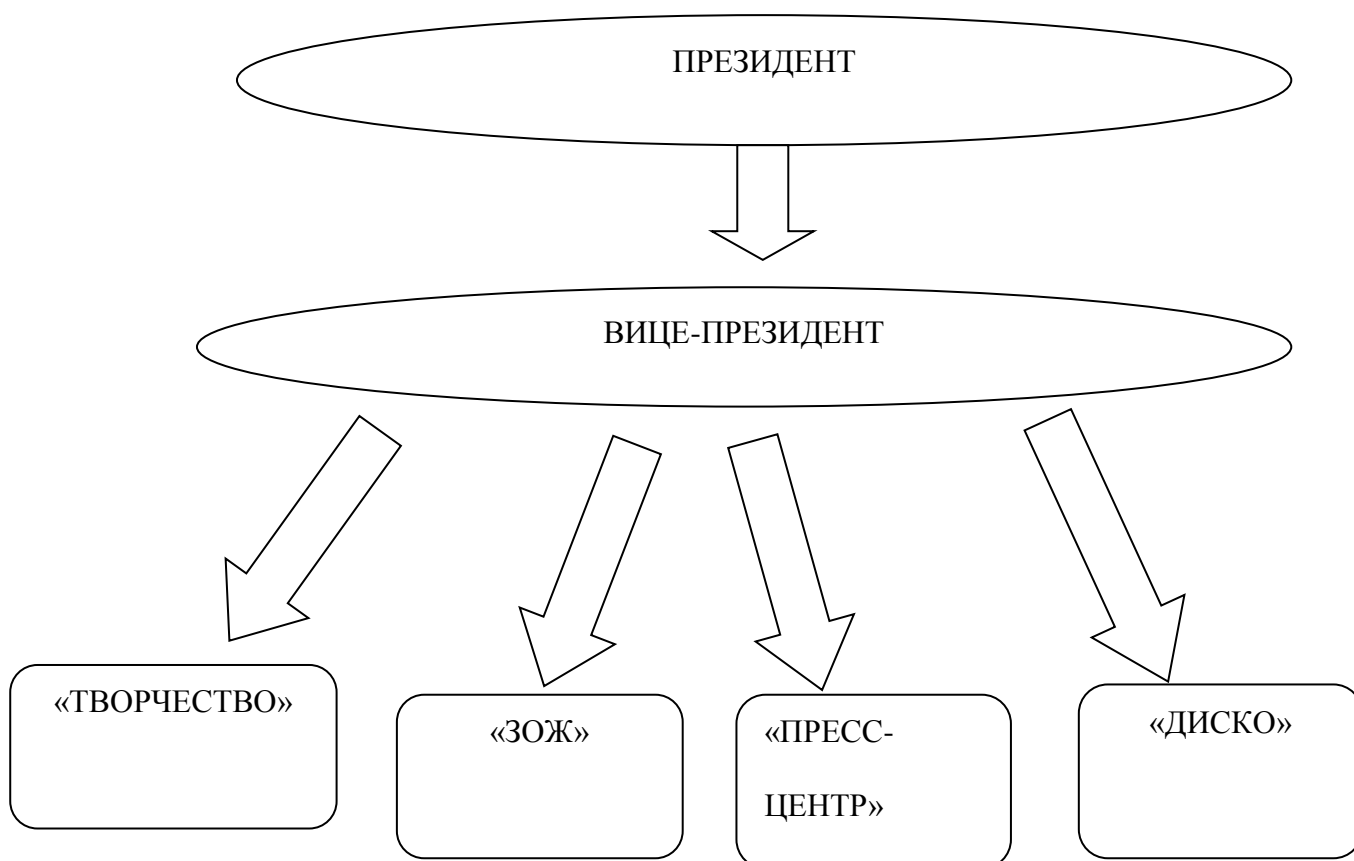 ПРЕЗИДЕНТ
ВИЦЕ-ПРЕЗИДЕНТ
«ТВОРЧЕСТВО»
«ЗОЖ»
«ПРЕСС-
ЦЕНТР»
«ДИСКО»